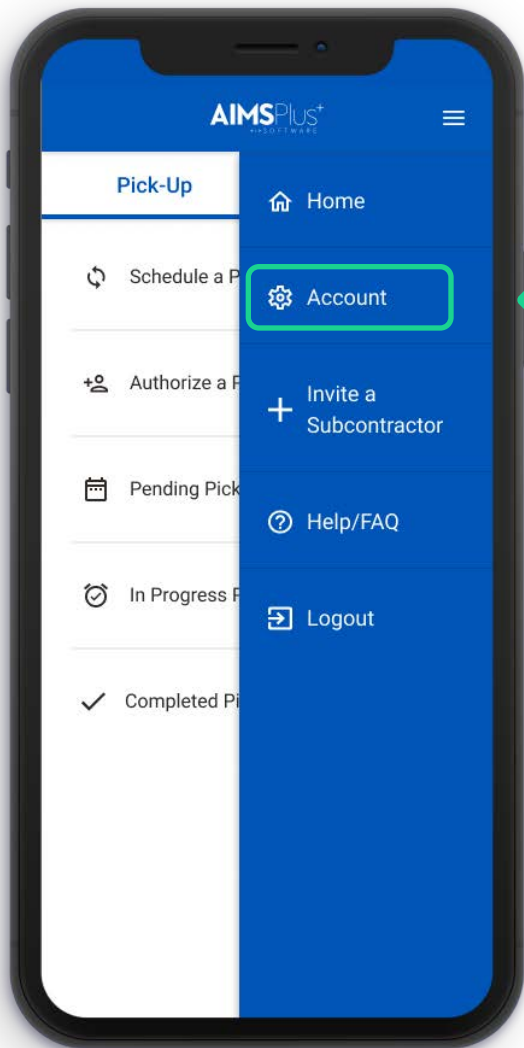 AIMSPlus+
SOFTWARE
Pick-Up
Schedule a P
Authorize a
Pending Pick
In Progress
Completed Pi
Home
Account
Invite a
Subcontractor
Help/FAQ
Logout